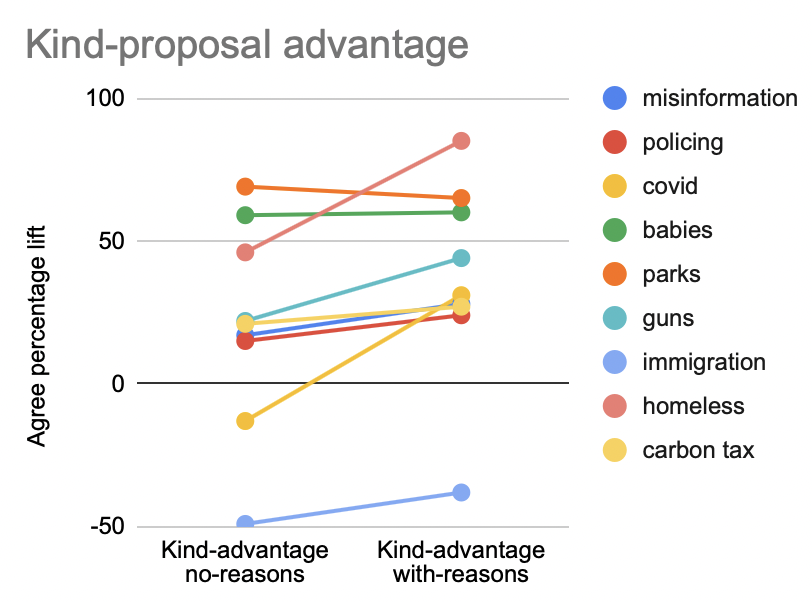 Kind-proposal advantage
100
50
0
-50
Agree percentage lift
Kind-advantage
no-reasons
Kind-advantage
with-reasons
misinformation
policing
covid
babies
parks
guns
immigration
homeless
carbon tax